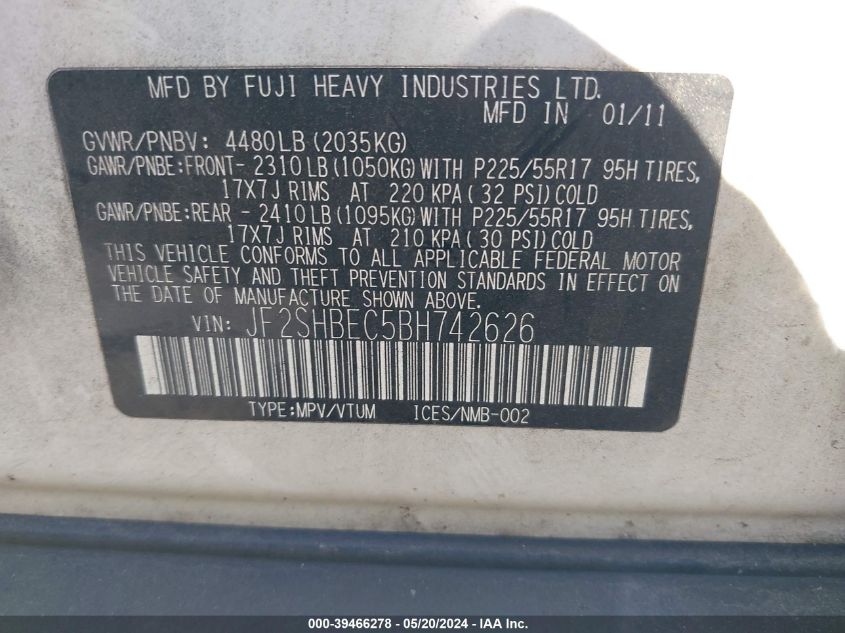 MFD BY FUJI HEAVY INDUSTRIES LTD.
MFD IN 01/11
GVWR/PNBV: 4480LB(2035KG)
GAWR/PNBE:FRONT- 2310LB(1050KG)WITH P225/55R17 95H TIRES,
17X7J RIMS AT 220 KPA(32 PSI)COLD
GAWR/PNBE:REAR - 2410LB(1095KG)WITH P225/55R17 95H TIRES,
17X7J RIMS AT 210 KPA(30 PSI)COLD
THIS VEHICLE CONFORMS TO ALL APPLICABLE FEDERAL MOTOR
VEHICLE SAFETY AND THEFT PREVENTION STANDARDS IN EFFECT ON
THE DATE OF MANUFACTURE SHOWN ABOVE.
VIN: JF2SHBEC5BH742626
TYPE:MPV/VTUM ICES/NMB-002
000-39466278 - 05/20/2024 - IAA Inc.